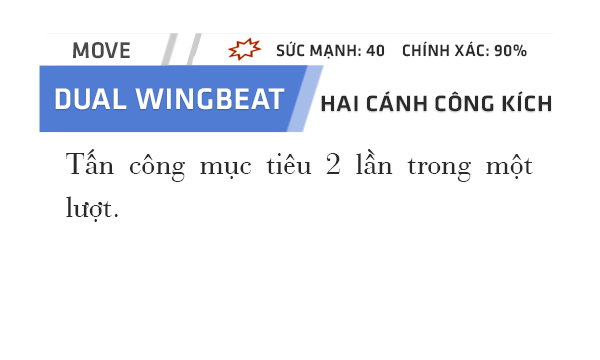 MOVE SỨC MẠNH: 40 CHÍNH XÁC: 90%
DUAL WINGBEAT HAI CÁNH CÔNG KÍCH
Tấn công mục tiêu 2 lần trong một
lượt.